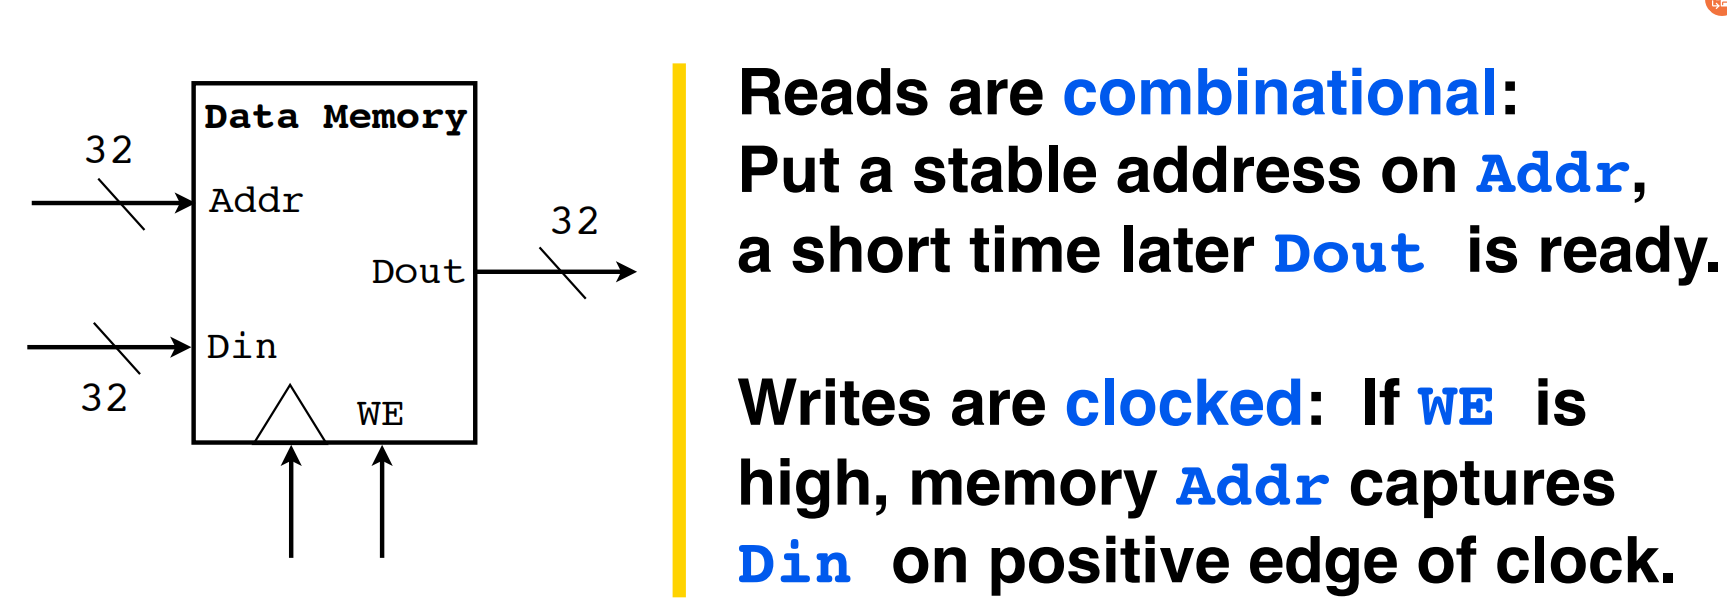 Data Memory
32
Addr
32
Dout
Din
32
WE
Reads are combinational:
Put a stable address on Addr,
a short time later Dout is ready.
Writes are clocked: If WE is
high, memory Addr captures
Din on positive edge of clock.